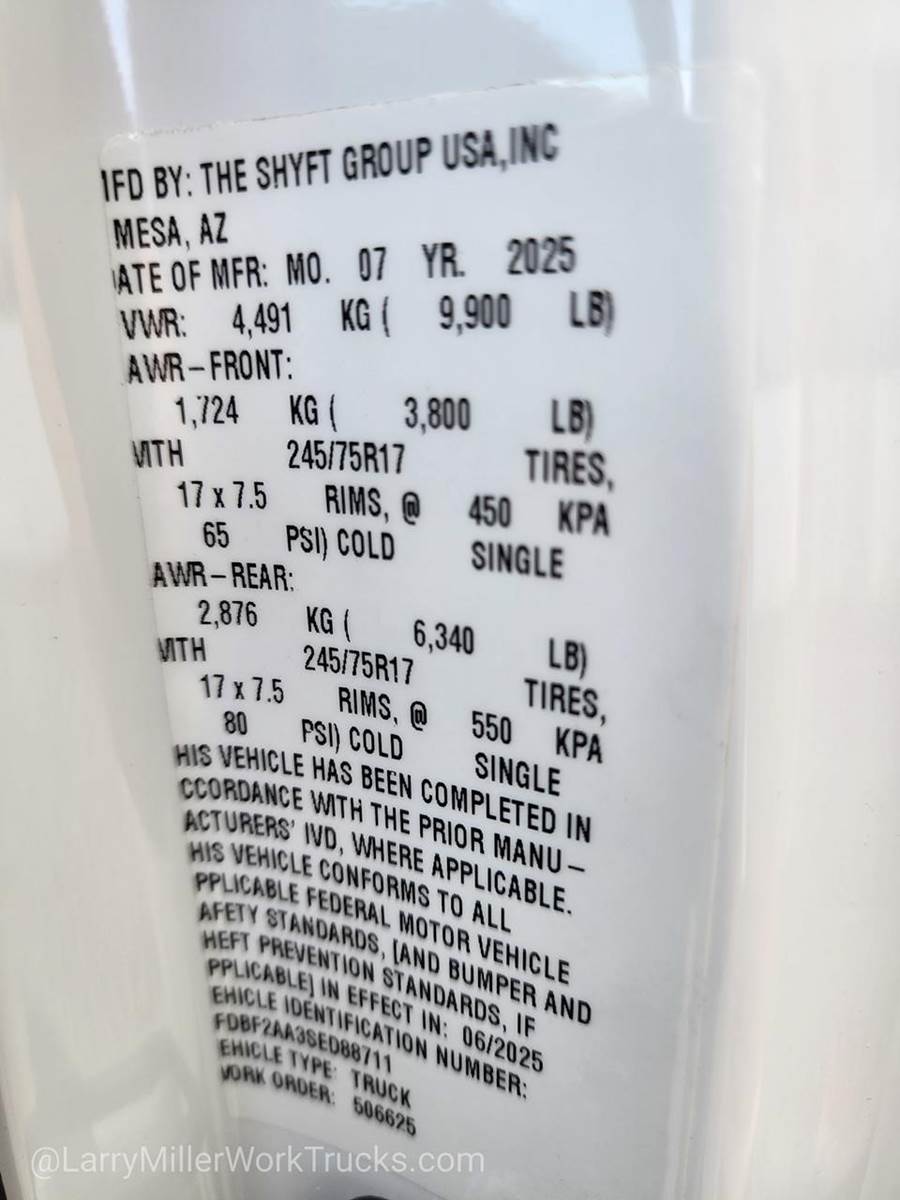 MFD BY: THE SHYFT GROUP USA,INC
MESA, AZ
DATE OF MFR: MO. 07 YR. 2025
VWR: 4,491 KG ( 9,900 LB)
AWR-FRONT:
1,724 KG ( 3,800 LB)
WITH 245/75R17 TIRES,
17 x 7.5 RIMS, @ 450 KPA
65 PSI) COLD SINGLE
AWR-REAR:
2,876 KG ( 6,340 LB)
WITH 245/75R17 TIRES,
17 x 7.5 RIMS, @ 550 KPA
80 PSI) COLD SINGLE
HIS VEHICLE HAS BEEN COMPLETED IN
CCORDANCE WITH THE PRIOR MANU-
ACTURERS' IVD, WHERE APPLICABLE.
HIS VEHICLE CONFORMS TO ALL
PPLICABLE FEDERAL MOTOR VEHICLE
AFETY STANDARDS, [AND BUMPER AND
HEFT PREVENTION STANDARDS, IF
PPLICABLE] IN EFFECT IN: 06/2025
EHICLE IDENTIFICATION NUMBER:
FDBF2AA3SED88711
EHICLE TYPE: TRUCK
WORK ORDER: 506625
@LarryMillerWorkTrucks.com